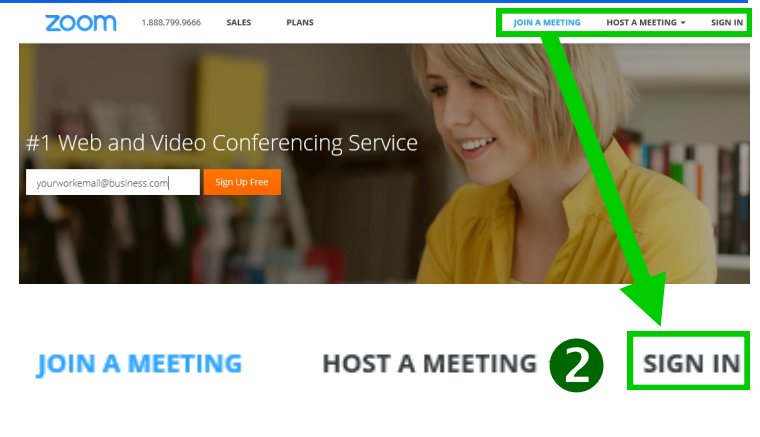 zoom 1.888.799.9666 SALES PLANS JOIN A MEETING HOST A MEETING SIGN IN
#1 Web and Video Conferencing Service
yourworkemail@business.com Sign Up Free
JOIN A MEETING HOST A MEETING 2 SIGN IN